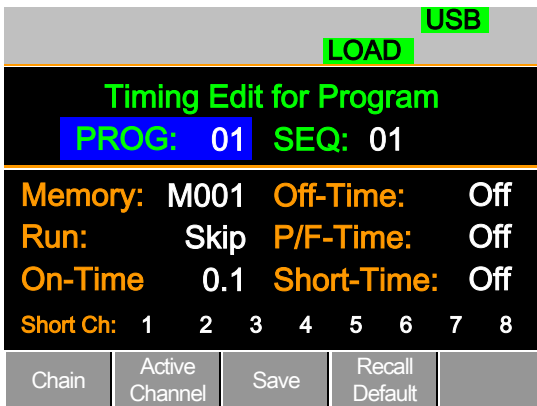 USB
LOAD
Timing Edit for Program
PROG: 01 SEQ: 01
Memory: M001 Off-Time: Off
Run: Skip P/F-Time: Off
On-Time 0.1 Short-Time: Off
Short Ch: 1 2 3 4 5 6 7 8
Chain Active Channel Save Recall Default